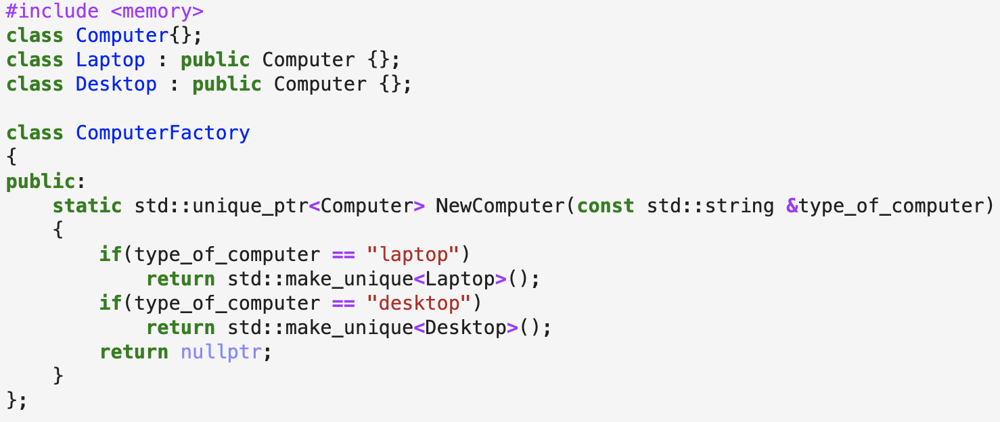 #include <memory>
class Computer{};
class Laptop : public Computer {};
class Desktop : public Computer {};

class ComputerFactory
{
public:
    static std::unique_ptr<Computer> NewComputer(const std::string &type_of_computer)
    {
        if(type_of_computer == "laptop")
            return std::make_unique<Laptop>();
        if(type_of_computer == "desktop")
            return std::make_unique<Desktop>();
        return nullptr;
    }
};